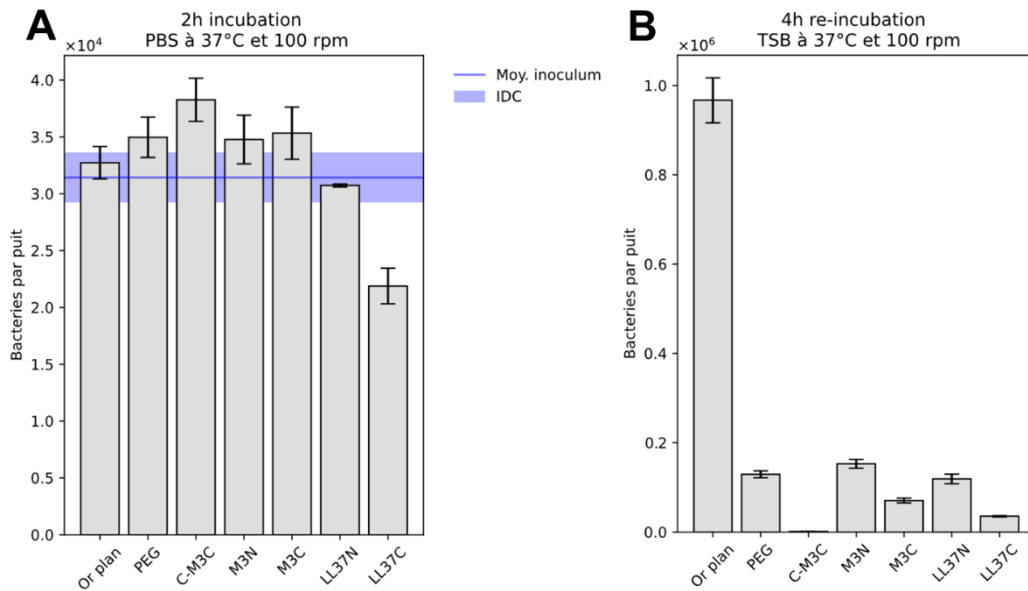 A
2h incubation
PBS à 37°C et 100 rpm
×10⁴
Bacteries par puit
4.0
3.5
3.0
2.5
2.0
1.5
1.0
0.5
0.0
Or plan
PEG
C-M3C
M3N
M3C
LL37N
LL37C
Moy. inoculum
IDC
B
4h re-incubation
TSB à 37°C et 100 rpm
×10⁶
Bacteries par puit
1.0
0.8
0.6
0.4
0.2
0.0
Or plan
PEG
C-M3C
M3N
M3C
LL37N
LL37C